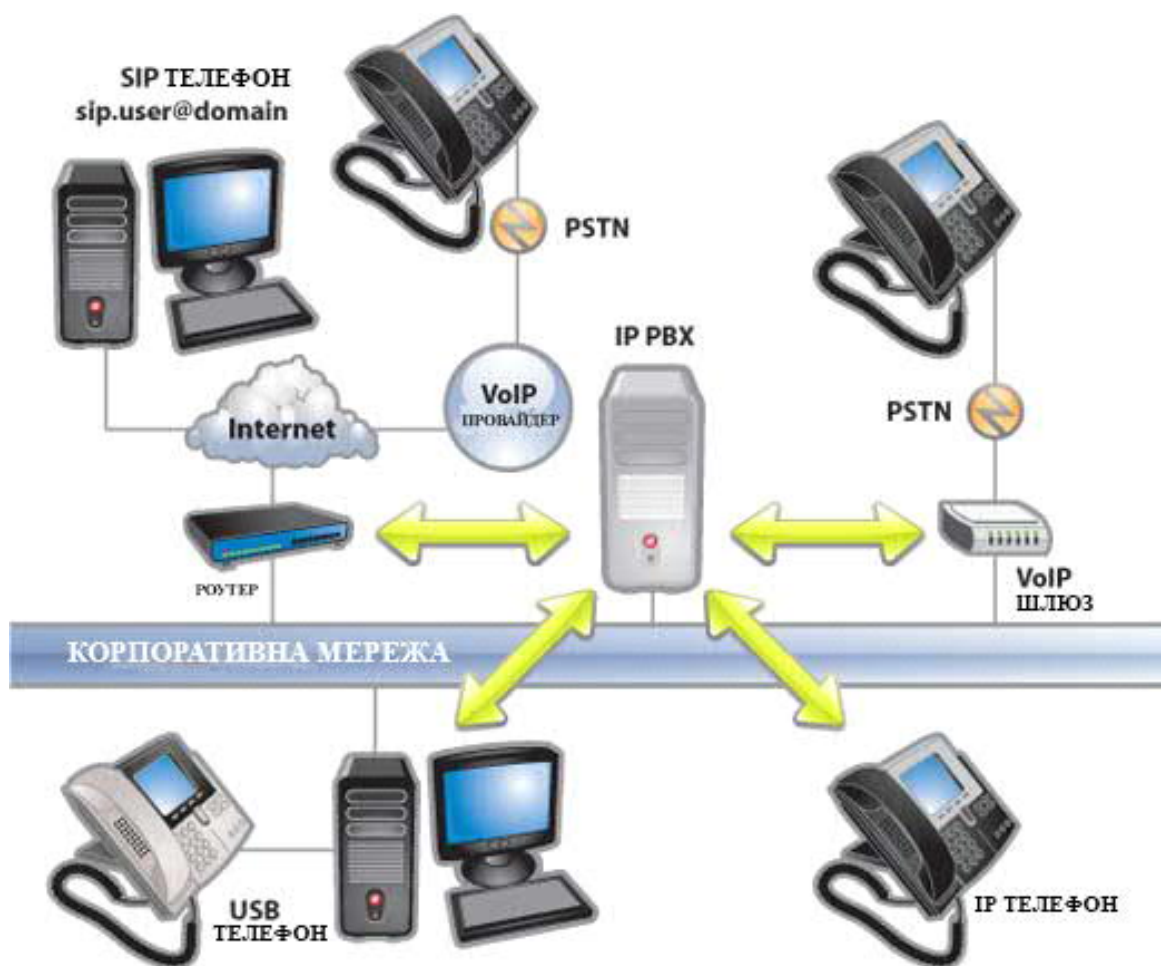 SIP ТЕЛЕФОН
sip.user@domain
PSTN
IP PBX
VoIP
ПРОВАЙДЕР
Internet
PSTN
РОУТЕР
VoIP
ШЛЮЗ
КОРПОРАТИВНА МЕРЕЖА
USB
ТЕЛЕФОН
IP ТЕЛЕФОН